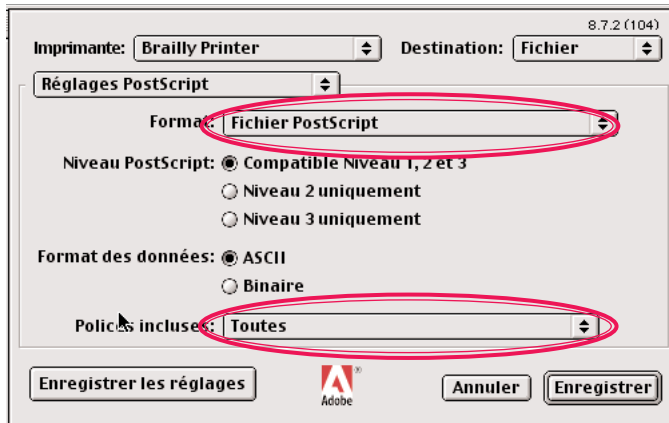 8.7.2 (104)
Imprimante: Brailly Printer Destination: Fichier
Réglages PostScript
Format: Fichier PostScript
Niveau PostScript: Compatible Niveau 1, 2 et 3
Niveau 2 uniquement
Niveau 3 uniquement
Format des données: ASCII
Binaire
Polices incluses: Toutes
Enregistrer les réglages Adobe® Annuler Enregistrer